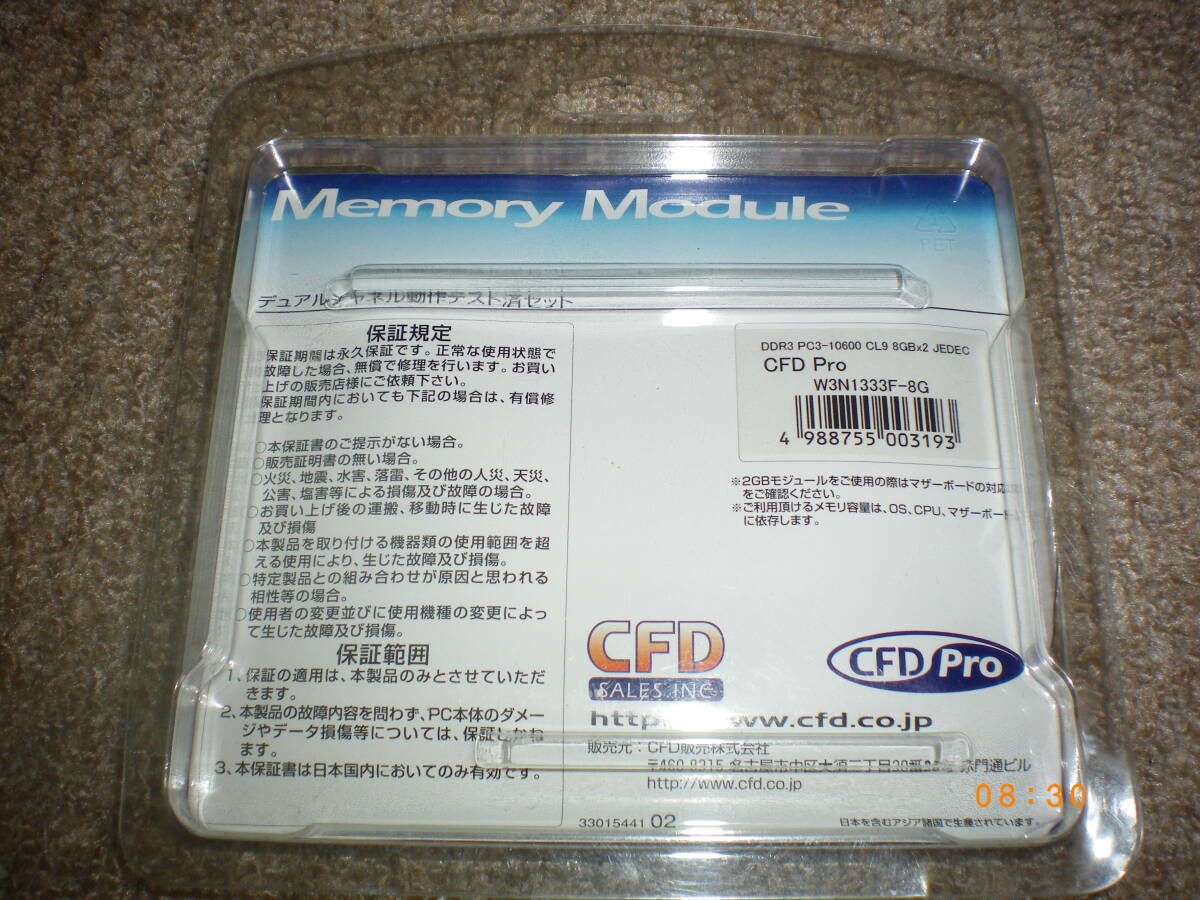 Memory Module
PET
デュアルチャネル動作テスト済セット
保証規定
保証期間は永久保証です。正常な使用状態で
故障した場合、無償で修理を行います。お買い
上げの販売店様にご依頼下さい。
保証期間内においても下記の場合は、有償修
理となります。
○本保証書のご提示がない場合。
○販売証明書の無い場合。
○火災、地震、水害、落雷、その他の人災、天災、
公害、塩害等による損傷及び故障の場合。
○お買い上げ後の運搬、移動時に生じた故障
及び損傷
○本製品を取り付ける機器類の使用範囲を超
える使用により、生じた故障及び損傷。
○特定製品との組み合わせが原因と思われる
相性等の場合。
○使用者の変更並びに使用機種の変更によっ
て生じた故障及び損傷。
保証範囲
1、保証の適用は、本製品のみとさせていただ
きます。
2、本製品の故障内容を問わず、PC本体のダメー
ジやデータ損傷等については、保証しかね
ます。
3、本保証書は日本国内においてのみ有効です。
DDR3 PC3-10600 CL9 8GBx2 JEDEC
CFD Pro
W3N1333F-8G
4 988755 003193
※2GBモジュールをご使用の際はマザーボードの対応
をご確認ください。
※ご利用頂けるメモリ容量は、OS、CPU、マザーボード
に依存します。
CFD
SALES.INC
CFD Pro
http://www.cfd.co.jp
販売元：CFD販売株式会社
〒460-8315 名古屋市中区大須三丁目 赤門通ビル
http://www.cfd.co.jp
33015441 02
日本を含むアジア諸国で生産されています。
08:30